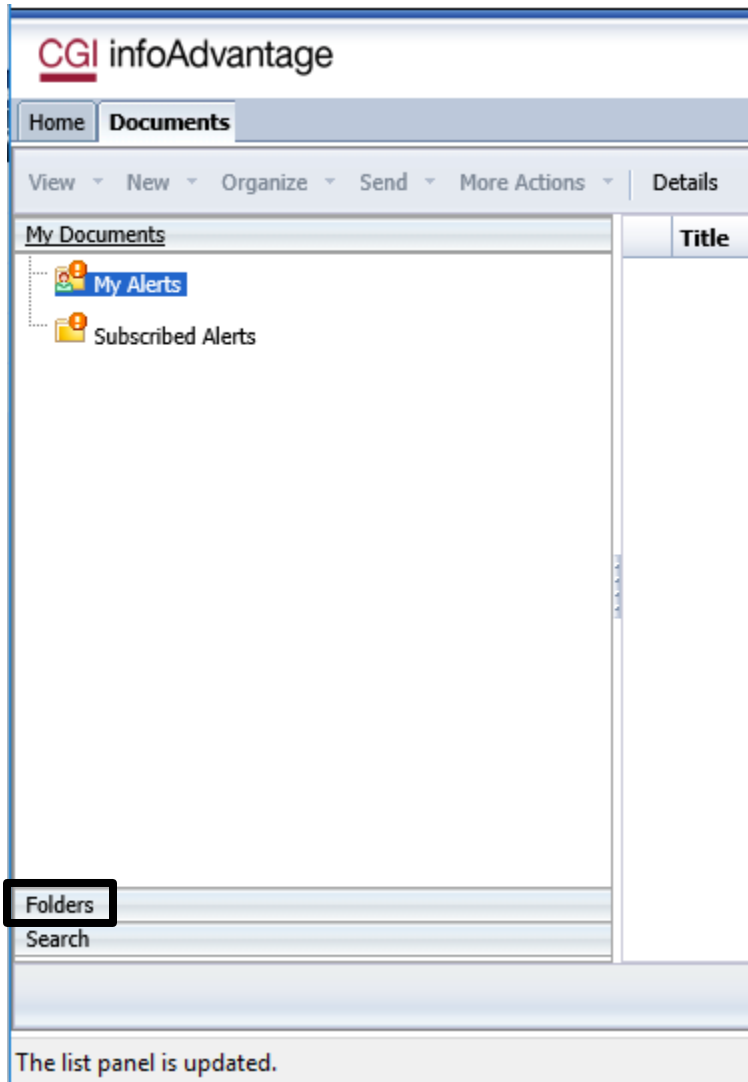 CGI infoAdvantage
Home Documents
View New Organize Send More Actions Details
My Documents Title
My Alerts
Subscribed Alerts
Folders
Search
The list panel is updated.